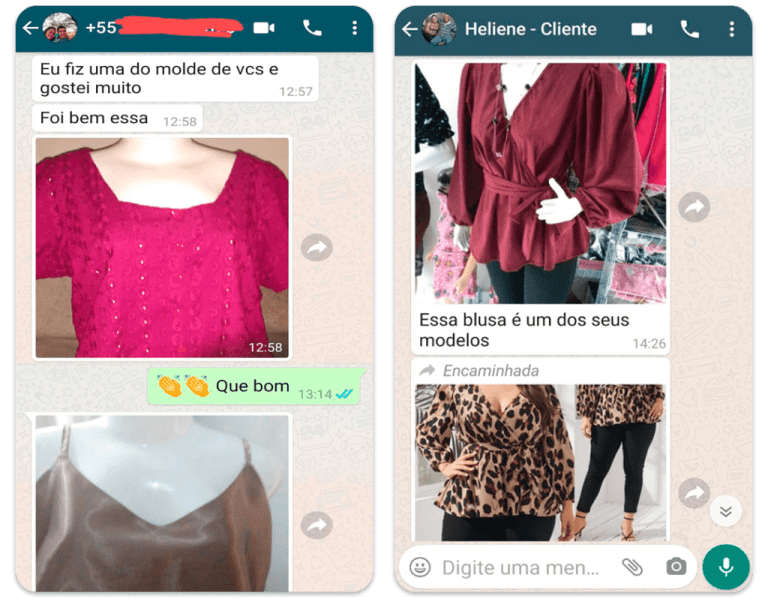 +55
Eu fiz uma do molde de vcs e
gostei muito
12:57
Foi bem essa
12:58
12:58
Que bom
13:14
Heliene - Cliente
Essa blusa é um dos seus
modelos
14:26
Encaminhada
Digite uma men...